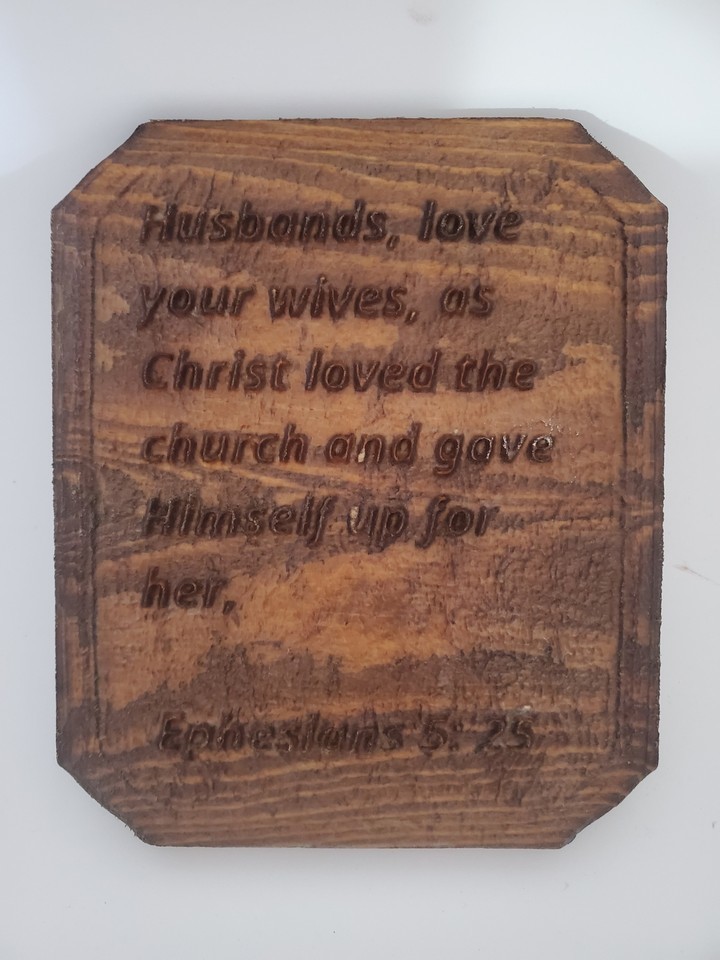 Husbands, love
your wives, as
Christ loved the
church and gave
Himself up for
her,
Ephesians 5: 25